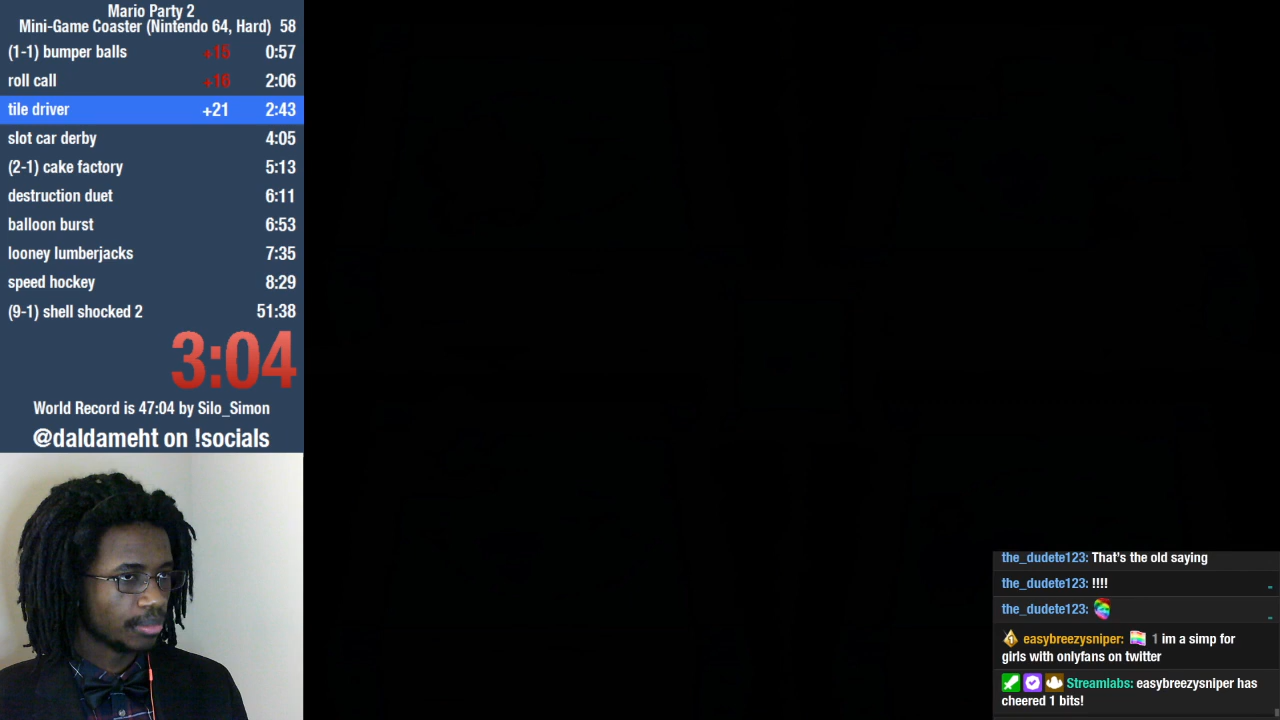 Mario Party 2
Mini-Game Coaster (Nintendo 64, Hard) 58
(1-1) bumper balls +15 0:57
roll call +16 2:06
tile driver +21 2:43
slot car derby 4:05
(2-1) cake factory 5:13
destruction duet 6:11
balloon burst 6:53
looney lumberjacks 7:35
speed hockey 8:29
(9-1) shell shocked 2 51:38
3:04
World Record is 47:04 by Silo_Simon
@daldameht on !socials
the_dudete123: That's the old saying
the_dudete123: !!!!
the_dudete123:
easybreezysniper: 1 im a simp for
girls with onlyfans on twitter
Streamlabs: easybreezysniper has
cheered 1 bits!